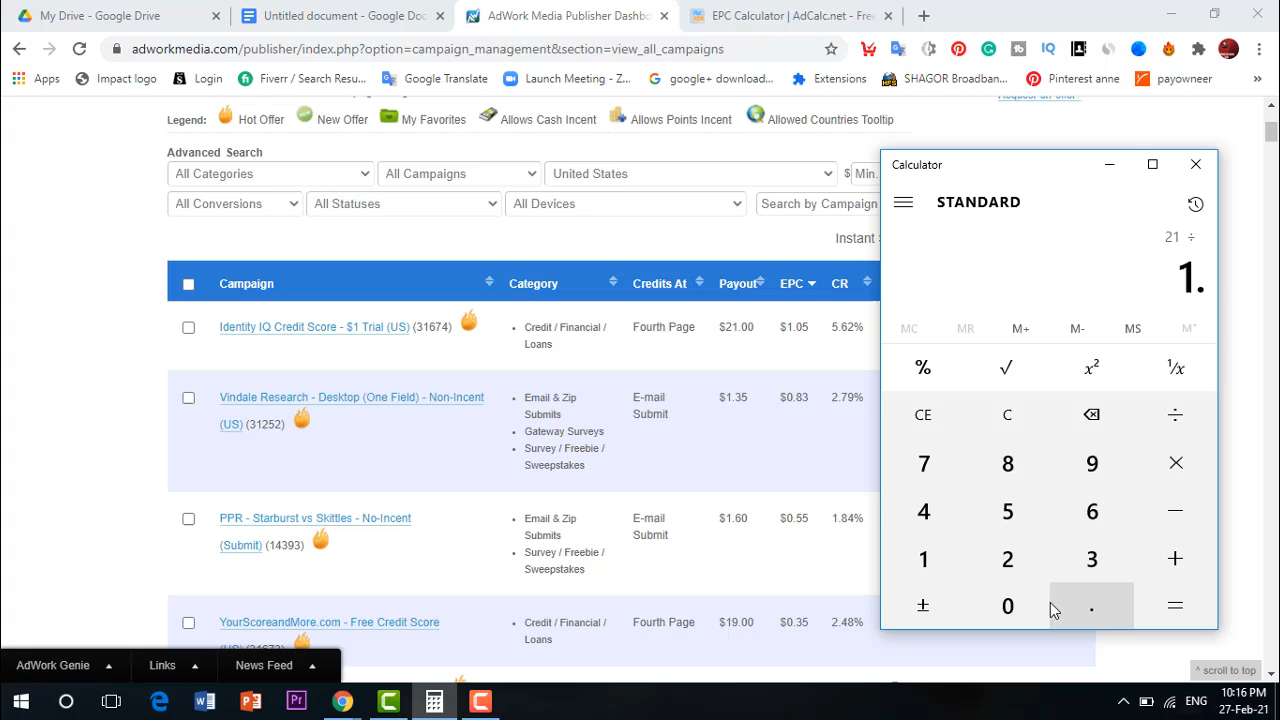 My Drive - Google Drive
Untitled document - Google Doc
AdWork Media Publisher Dashbo
EPC Calculator | AdCalc.net - Free
adworkmedia.com/publisher/index.php?option=campaign_management&section=view_all_campaigns
Apps
Impact logo
Login
Fiverr / Search Resu...
Google Translate
Launch Meeting - Z...
google+ download...
Extensions
SHAGOR Broadban...
Pinterest anne
payowneer
»
Legend:
Hot Offer
New Offer
My Favorites
Allows Cash Incent
Allows Points Incent
Allowed Countries Tooltip
Advanced Search
All Categories
All Campaigns
United States
$
Min.
All Conversions
All Statuses
All Devices
Search by Campaign
Campaign
Category
Credits At
Payout
EPC
CR
Identity IQ Credit Score - $1 Trial (US) (31674)
Credit / Financial /
Loans
Fourth Page
$21.00
$1.05
5.62%
Vindale Research - Desktop (One Field) - Non-Incent
(US) (31252)
Email & Zip
Submits
Gateway Surveys
Survey / Freebie /
Sweepstakes
E-mail
Submit
$1.35
$0.83
2.79%
PPR - Starburst vs Skittles - No-Incent
(Submit) (14393)
Email & Zip
Submits
Survey / Freebie /
Sweepstakes
E-mail
Submit
$1.60
$0.55
1.84%
YourScoreandMore.com - Free Credit Score
Credit / Financial /
Loans
Fourth Page
$19.00
$0.35
2.48%
Calculator
STANDARD
21 ÷
1.
MC
MR
M+
M-
MS
M˅
%
√
x²
¹/x
CE
C
÷
7
8
9
×
4
5
6
−
1
2
3
+
±
0
.
=
AdWork Genie
Links
News Feed
^ scroll to top
ENG
10:16 PM
27-Feb-21